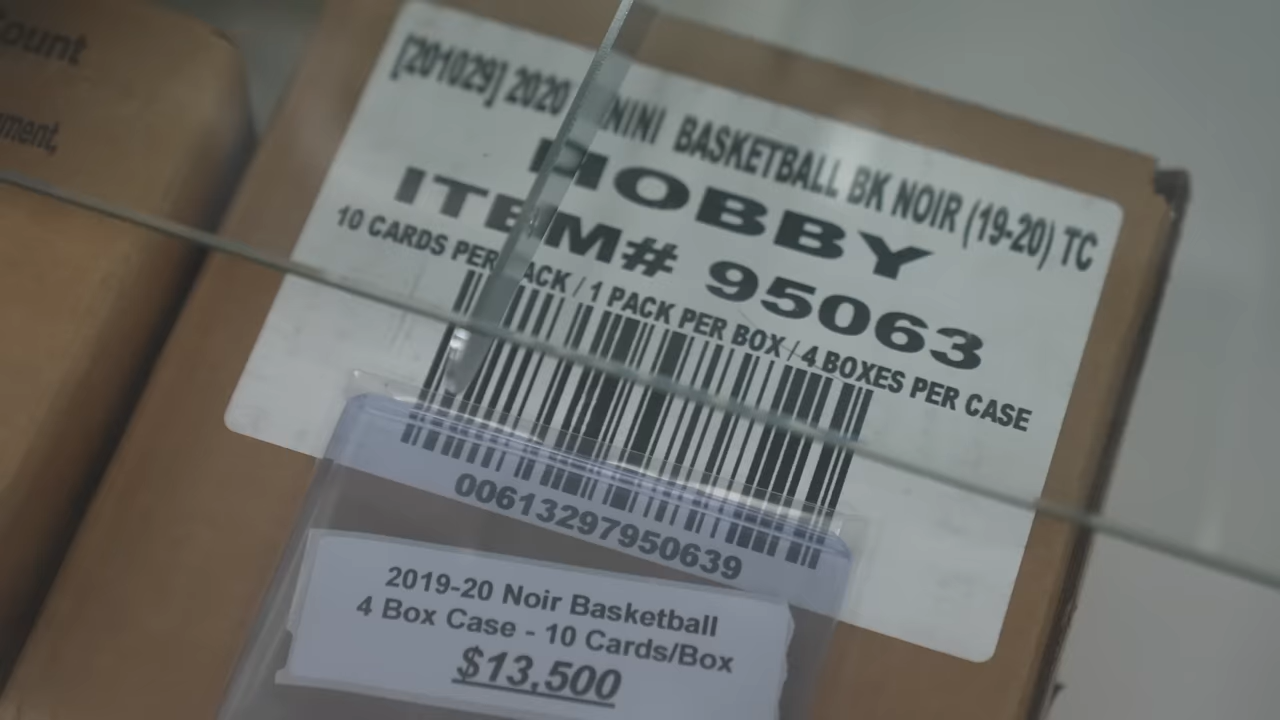 ount
ment,
[201029] 2020 NINI BASKETBALL BK NOIR (19-20) TC
HOBBY
ITEM# 95063
10 CARDS PER PACK / 1 PACK PER BOX / 4 BOXES PER CASE
00613297950639
2019-20 Noir Basketball
4 Box Case - 10 Cards/Box
$13,500